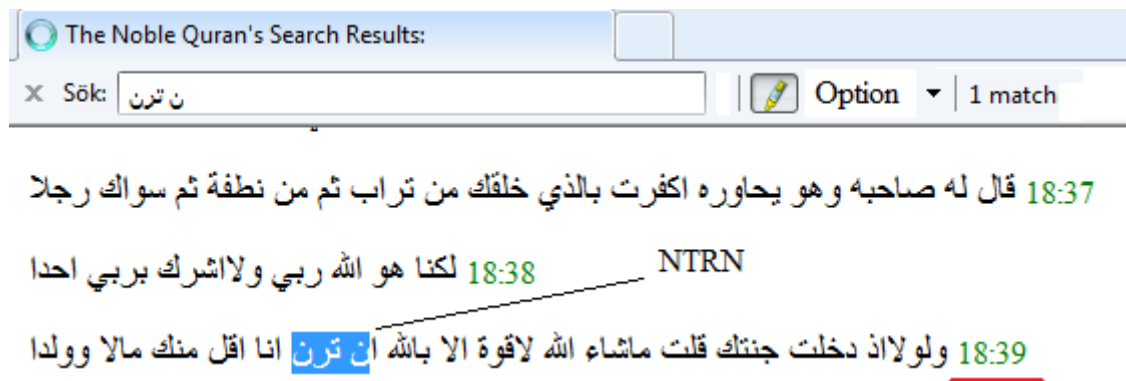 The Noble Quran's Search Results:
x Sök: ن ترن Option 1 match
18:37 قال له صاحبه وهو يحاوره اكفرت بالذي خلقك من تراب ثم من نطفة ثم سواك رجلا
18:38 لكنا هو الله ربي ولااشرك بربي احدا
NTRN
18:39 ولولااذ دخلت جنتك قلت ماشاء الله لاقوة الا بالله ان ترن انا اقل منك مالا وولدا